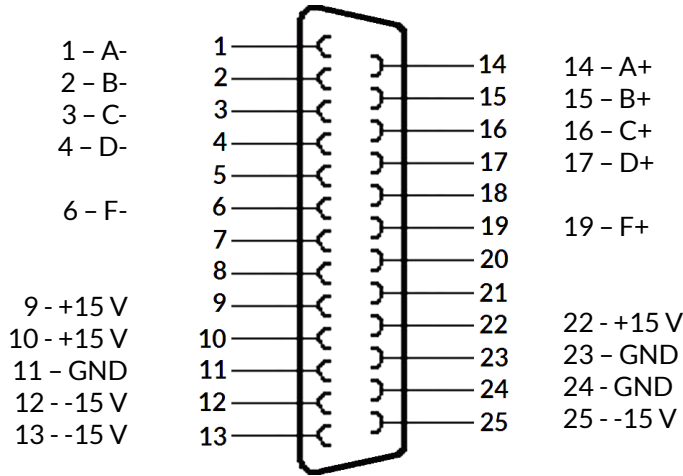 1 – A-
2 – B-
3 – C-
4 – D-
6 – F-
9 - +15 V
10 - +15 V
11 – GND
12 - -15 V
13 - -15 V
1
2
3
4
5
6
7
8
9
10
11
12
13
14
15
16
17
18
19
20
21
22
23
24
25
14 – A+
15 – B+
16 – C+
17 – D+
19 – F+
22 - +15 V
23 – GND
24 - GND
25 - -15 V